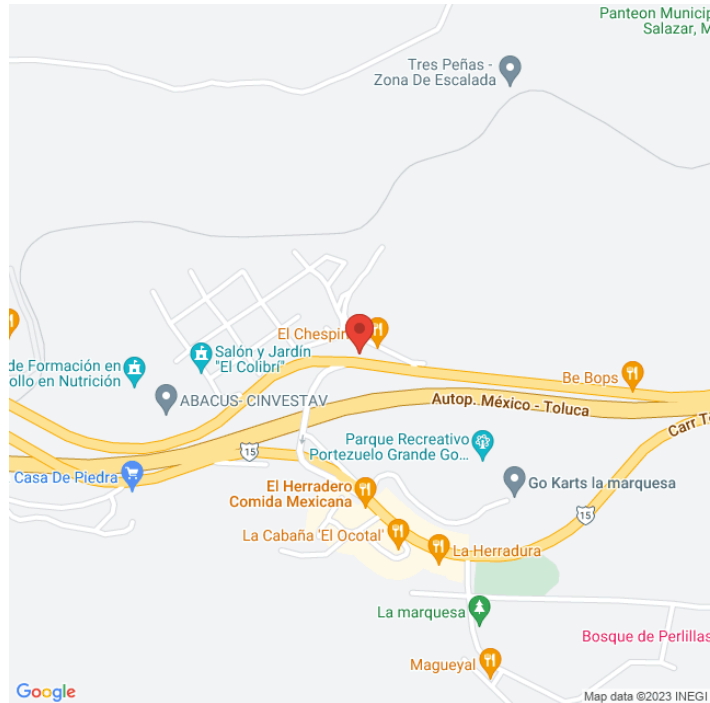 Panteon Municip
Salazar, M
Tres Peñas -
Zona De Escalada
El Chespin
de Formación en
ollo en Nutrición
Salón y Jardín
"El Colibrí"
Be Bops
ABACUS- CINVESTAV
Autop. México - Toluca
Carr T
15
Parque Recreativo
Portezuelo Grande Go...
Casa De Piedra
Go Karts la marquesa
El Herradero
Comida Mexicana
15
La Cabaña 'El Ocotal'
La Herradura
La marquesa
Bosque de Perlillas
Magueyal
Google
Map data ©2023 INEGI